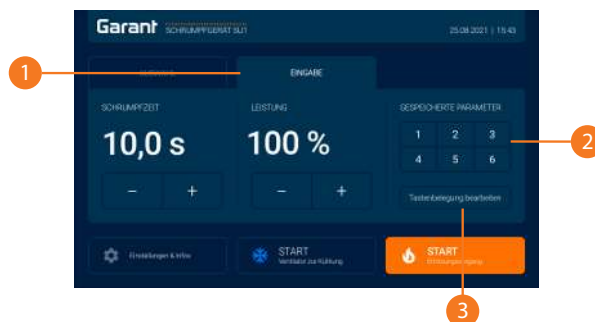 Garant SCHRUMPFGERÄT SU1
25.08.2021 | 15:43
1
EINGABE
SCHRUMPFZEIT
LEISTUNG
GESPEICHERTE PARAMETER
10,0 s
100 %
1 2 3
4 5 6
2
- +
- +
Tastenbelegung bearbeiten
Einstellungen & Infos
START
Ventilator zur Kühlung
START
3